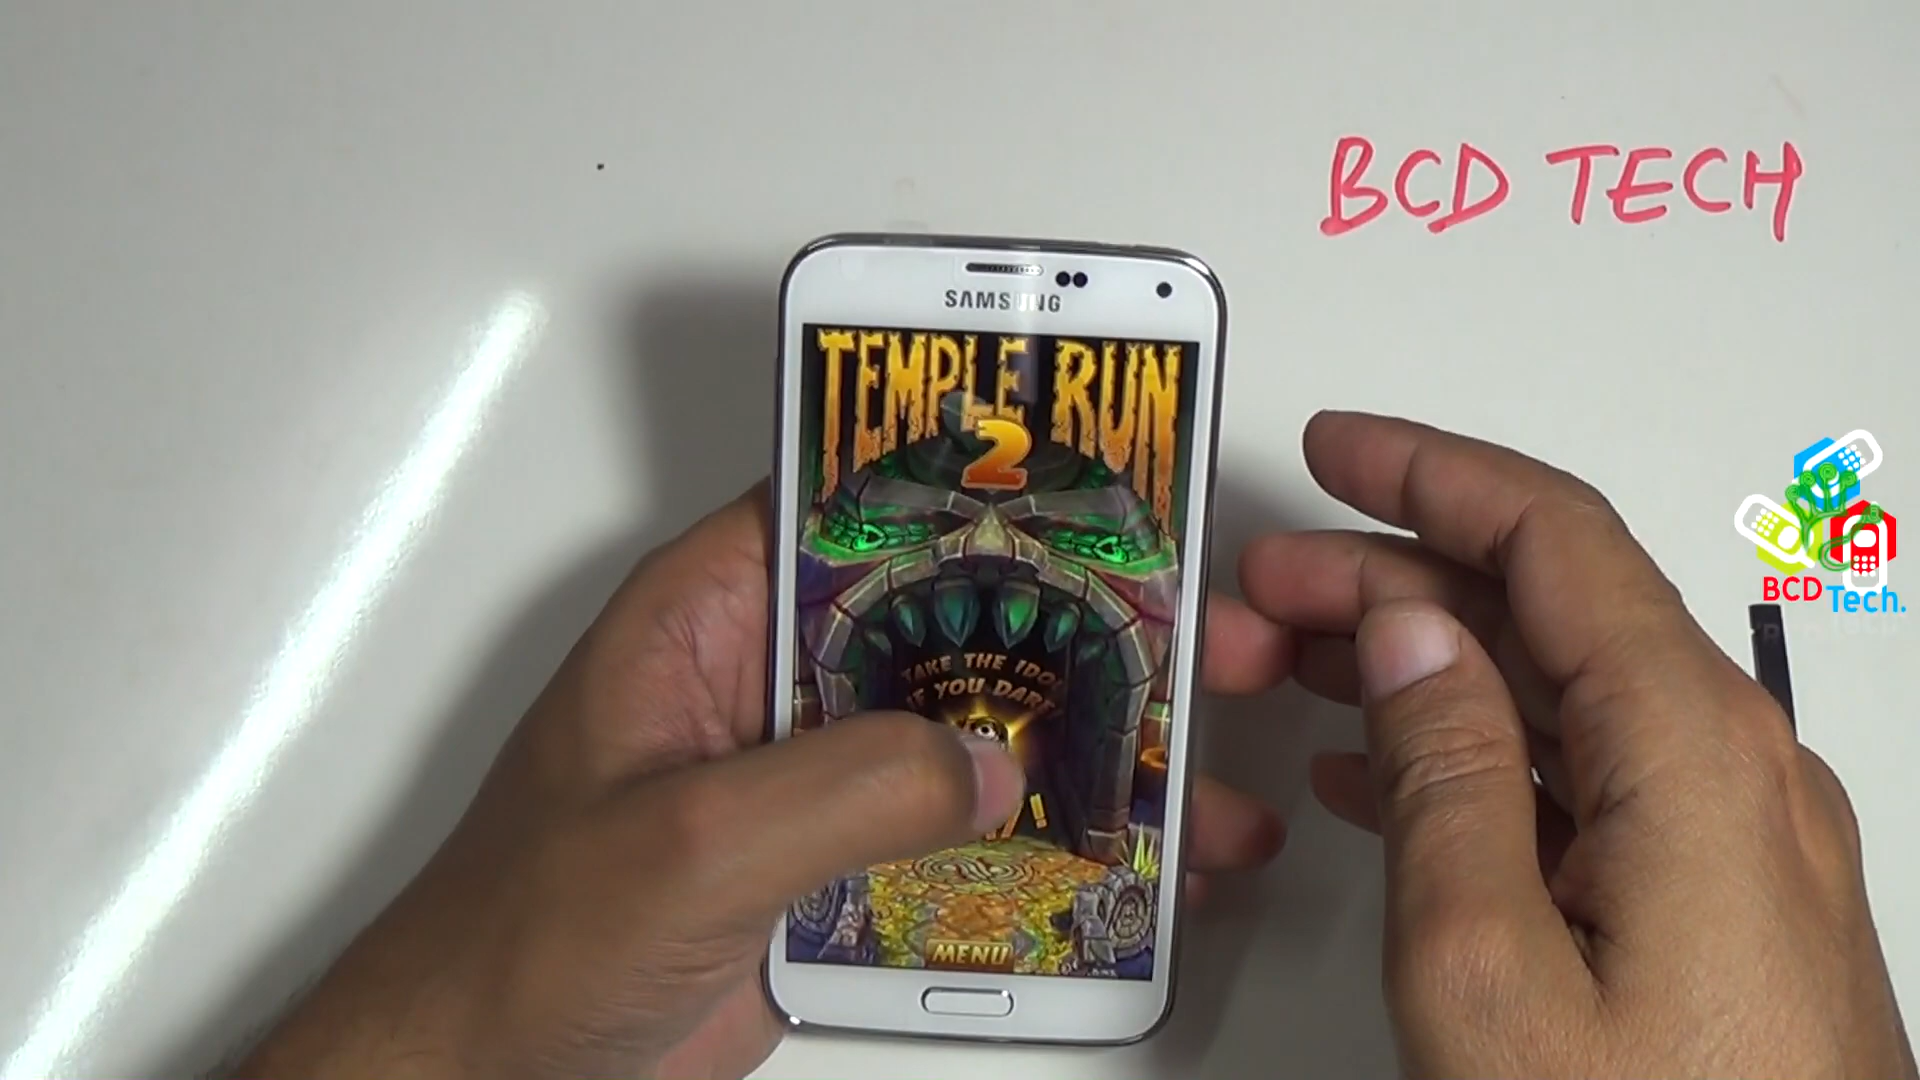 BCD TECH
SAMSUNG
TEMPLE RUN
2
TAKE THE IDOL
IF YOU DARE
MENU
BCD Tech.